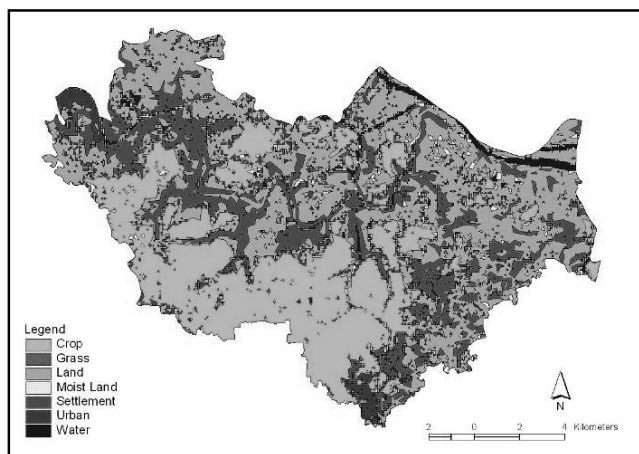 Legend
Crop
Grass
Land
Moist Land
Settlement
Urban
Water
N
2 0 2 4 Kilometers